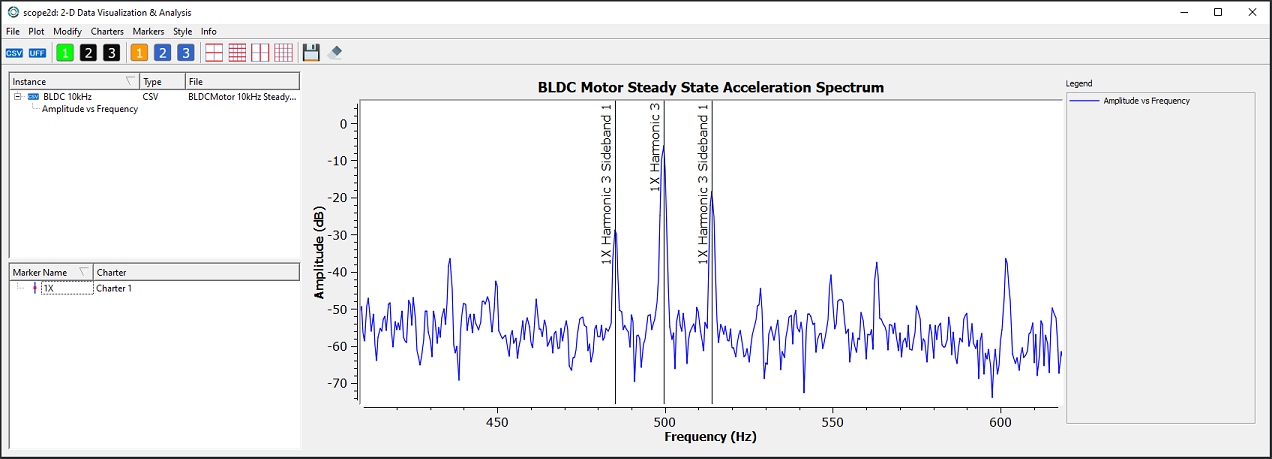 scope2d: 2-D Data Visualization & Analysis
File Plot Modify Charters Markers Style Info
CSV UFF 1 2 3 1 2 3
Instance Type File
BLDC 10kHz CSV BLDCMotor 10kHz Steady...
Amplitude vs Frequency
Marker Name Charter
1X Charter 1
BLDC Motor Steady State Acceleration Spectrum
1X Harmonic 3 Sideband 1
1X Harmonic 3
1X Harmonic 3 Sideband 1
Amplitude (dB)
0
-10
-20
-30
-40
-50
-60
-70
450 500 550 600
Frequency (Hz)
Legend
Amplitude vs Frequency